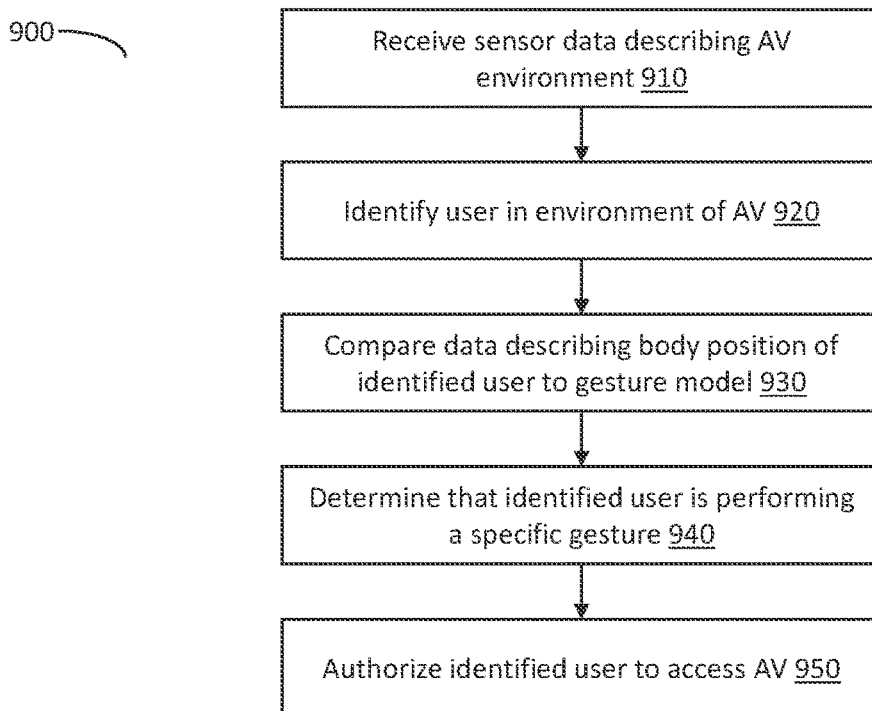 900
Receive sensor data describing AV
environment 910
Identify user in environment of AV 920
Compare data describing body position of
identified user to gesture model 930
Determine that identified user is performing
a specific gesture 940
Authorize identified user to access AV 950